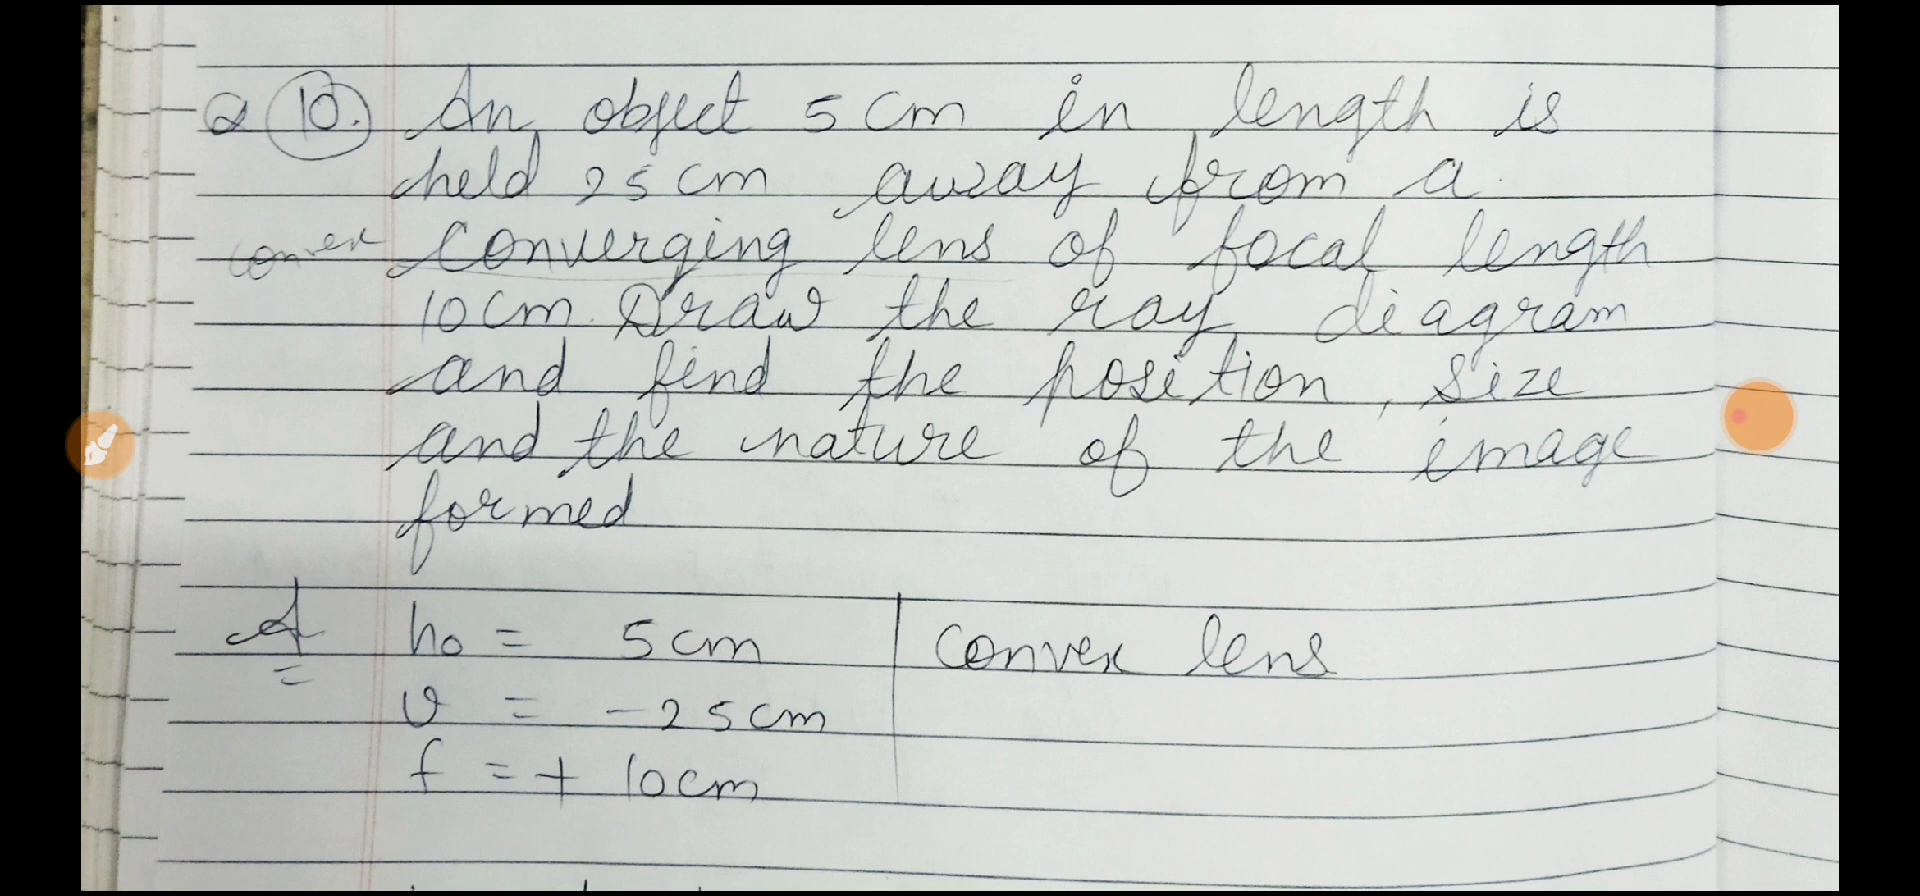 Q 10. An object 5 cm in length is
held 25 cm away from a
convex converging lens of focal length
10 cm. Draw the ray diagram
and find the position, size
and the nature of the image
formed
A ho = 5 cm convex lens
v = -25 cm
f = + 10 cm